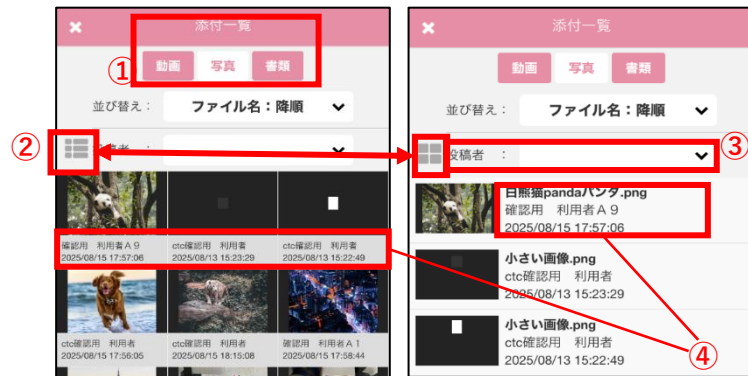 添付一覧
①
動画 写真 書類
並び替え： ファイル名：降順
②
投稿者 ：
確認用 利用者Ａ９
2025/08/15 17:57:06
ctc確認用 利用者
2025/08/13 15:23:29
ctc確認用 利用者
2025/08/13 15:22:49
ctc確認用 利用者
2025/08/15 17:56:05
ctc確認用 利用者
2025/08/15 18:15:08
確認用 利用者Ａ１
2025/08/15 17:58:44
添付一覧
動画 写真 書類
並び替え： ファイル名：降順
投稿者 ：
③
白熊猫pandaパンダ.png
確認用 利用者Ａ９
2025/08/15 17:57:06
小さい画像.png
ctc確認用 利用者
2025/08/13 15:23:29
小さい画像.png
ctc確認用 利用者
2025/08/13 15:22:49
④